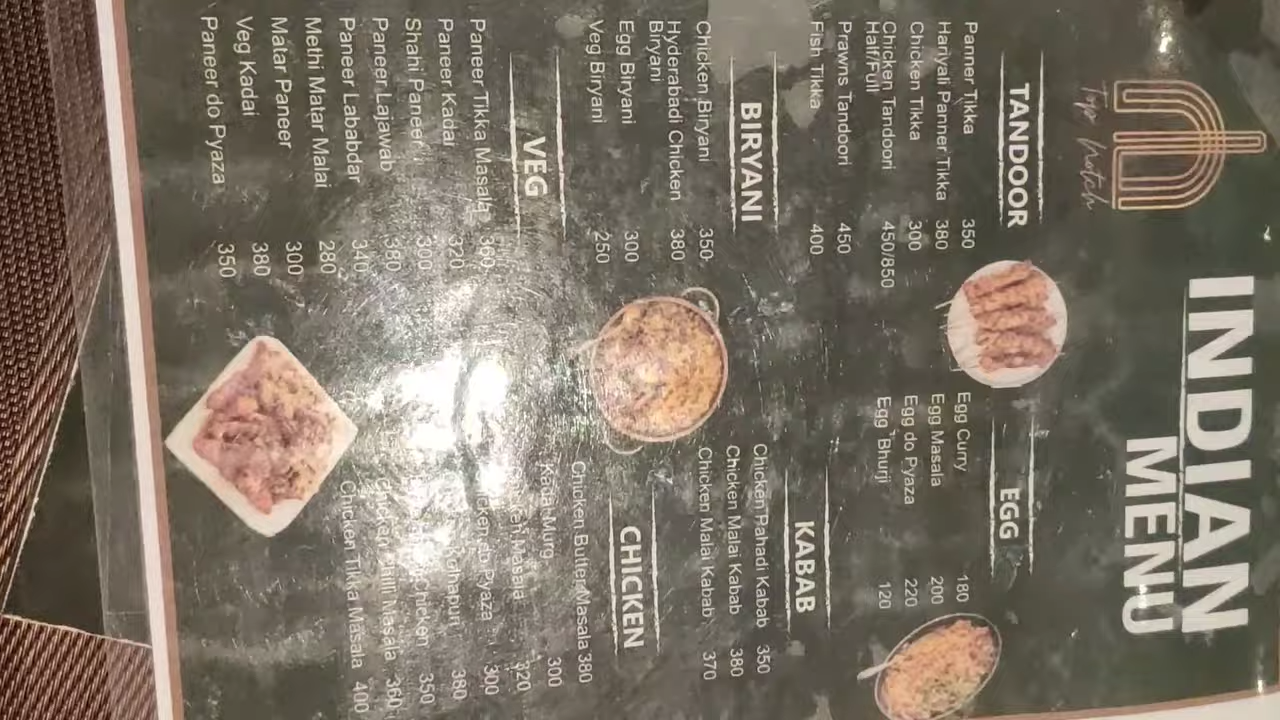 Top Notch
INDIAN
MENU
TANDOOR
Panner Tikka 350
Hariyali Panner Tikka 380
Chicken Tikka 300
Chicken Tandoori 450/850
Half/Full
Prawns Tandoori 450
Fish Tikka 400
BIRYANI
Chicken Biryani 350
Hyderabadi Chicken 380
Biryani
Egg Biryani 300
Veg Biryani 250
VEG
Paneer Tikka Masala 360
Paneer Kadai 320
Shahi Paneer 300
Paneer Lajawab 380
Paneer Lababdar 340
Methi Matar Malai 280
Matar Paneer 300
Veg Kadai 380
Paneer do Pyaza 350
EGG
Egg Curry 180
Egg Masala 200
Egg do Pyaza 220
Egg Bhurji 120
KABAB
Chicken Pahadi Kabab 350
Chicken Malai Kabab 380
Chicken Malai Kabab 370
CHICKEN
Chicken Butter Masala 380
Murg 300
Masala 320
do Pyaza 300
380
Chicken 350
Masala 360
Chicken Tikka Masala 400